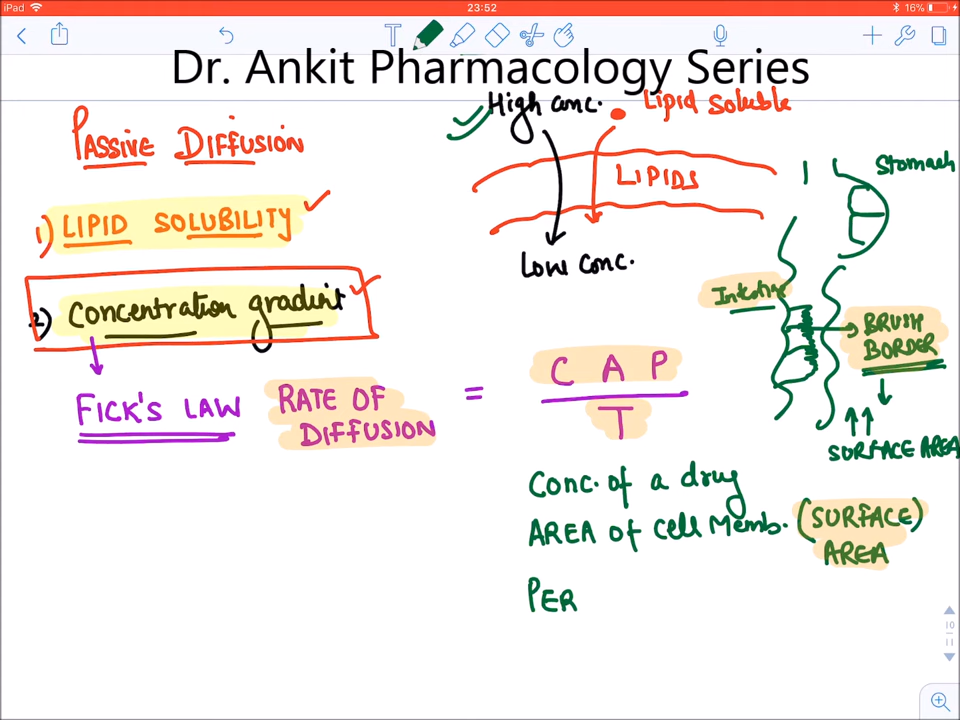 iPad 23:52 16%
T
Dr. Ankit Pharmacology Series
High conc. Lipid Soluble
PASSIVE DIFFUSION
LIPIDS
Stomach
1) LIPID SOLUBILITY
Low Conc.
2) Concentration gradient
BRUSH
BORDER
FICK'S LAW RATE OF DIFFUSION = C A P
T
SURFACE AREA
Conc. of a drug
AREA OF Cell Memb. (SURFACE)
AREA
PER
10
11